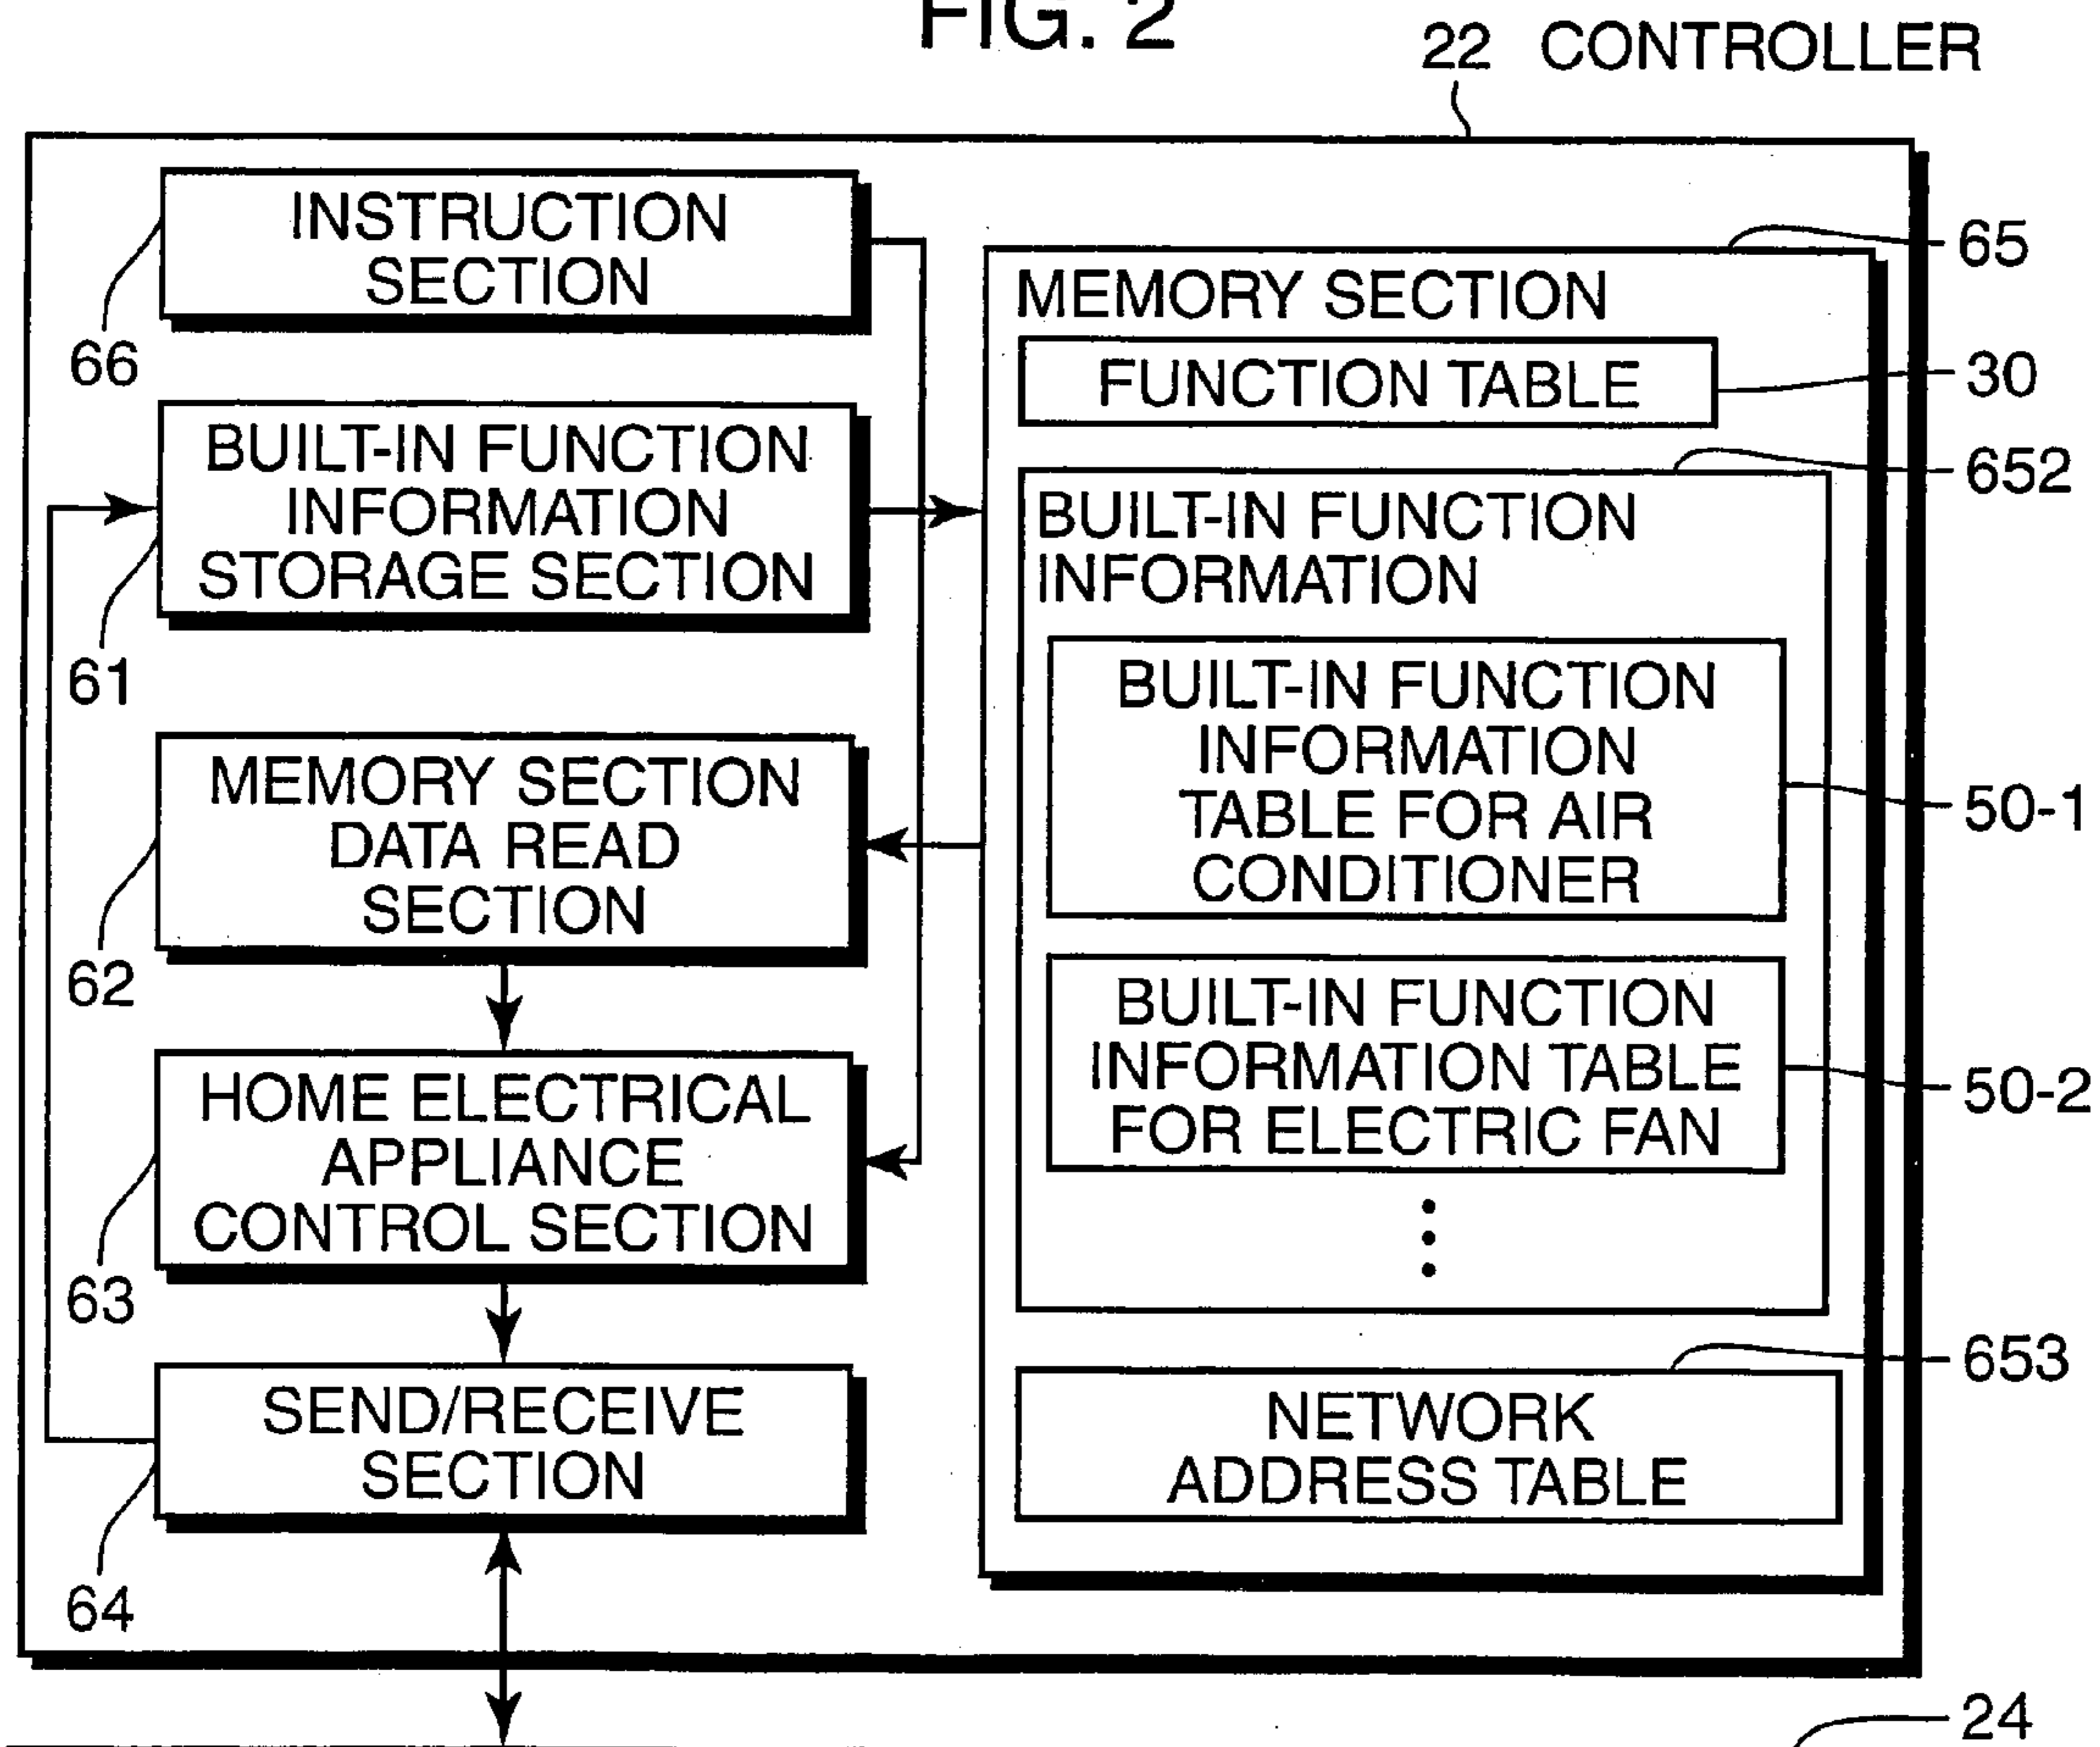 FIG. 2
22 CONTROLLER
INSTRUCTION
SECTION
66
BUILT-IN FUNCTION
INFORMATION
STORAGE SECTION
61
MEMORY SECTION
DATA READ
SECTION
62
HOME ELECTRICAL
APPLIANCE
CONTROL SECTION
63
SEND/RECEIVE
SECTION
64
65
MEMORY SECTION
FUNCTION TABLE
30
652
BUILT-IN FUNCTION
INFORMATION
BUILT-IN FUNCTION
INFORMATION
TABLE FOR AIR
CONDITIONER
50-1
BUILT-IN FUNCTION
INFORMATION TABLE
FOR ELECTRIC FAN
50-2
653
NETWORK
ADDRESS TABLE
24